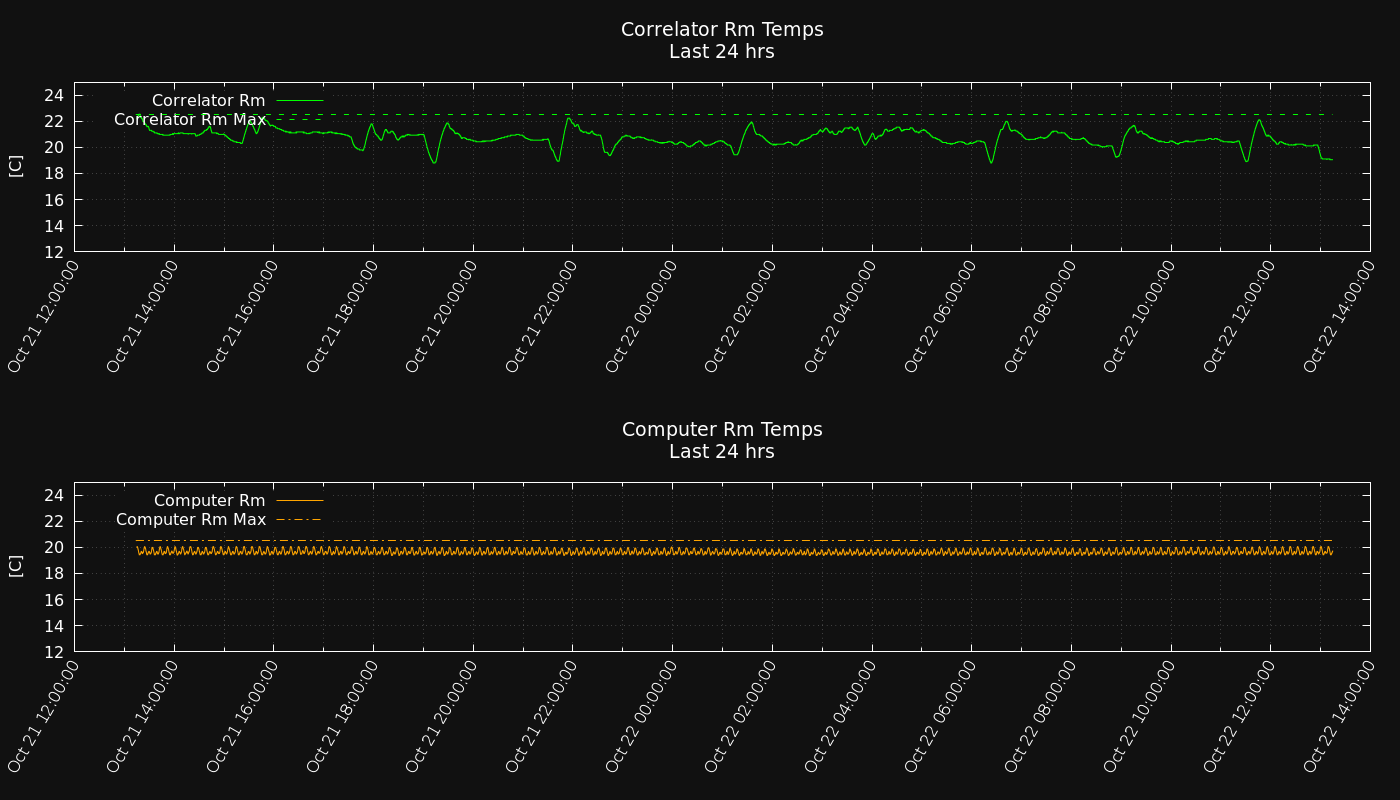 Correlator Rm Temps
Last 24 hrs
Correlator Rm
Correlator Rm Max
[C]
24
22
20
18
16
14
12
Oct 21 12:00:00
Oct 21 14:00:00
Oct 21 16:00:00
Oct 21 18:00:00
Oct 21 20:00:00
Oct 21 22:00:00
Oct 22 00:00:00
Oct 22 02:00:00
Oct 22 04:00:00
Oct 22 06:00:00
Oct 22 08:00:00
Oct 22 10:00:00
Oct 22 12:00:00
Oct 22 14:00:00
Computer Rm Temps
Last 24 hrs
Computer Rm
Computer Rm Max
[C]
24
22
20
18
16
14
12
Oct 21 12:00:00
Oct 21 14:00:00
Oct 21 16:00:00
Oct 21 18:00:00
Oct 21 20:00:00
Oct 21 22:00:00
Oct 22 00:00:00
Oct 22 02:00:00
Oct 22 04:00:00
Oct 22 06:00:00
Oct 22 08:00:00
Oct 22 10:00:00
Oct 22 12:00:00
Oct 22 14:00:00